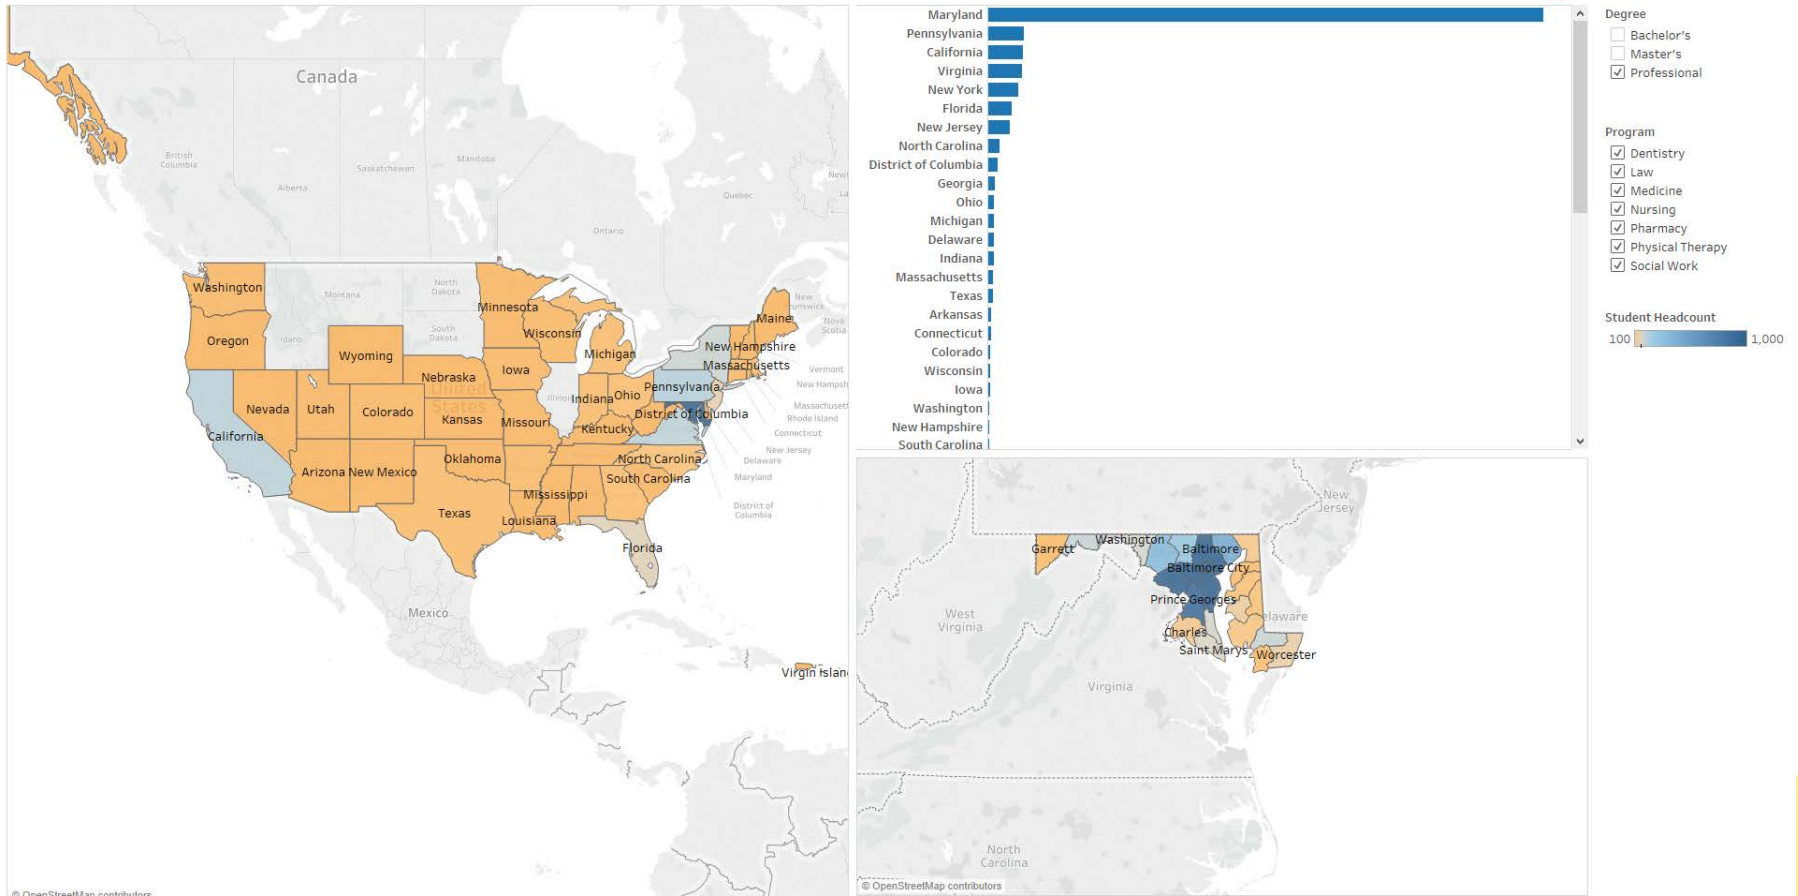 Canada
British
Columbia
Alberta
Saskatchewan
Manitoba
Ontario
Quebec
Washington
Montana
North
Dakota
Minnesota
Oregon
Idaho
South
Dakota
Wisconsin
Michigan
Maine
Nova
Scotia
Wyoming
New Hampshire
Massachusetts
Iowa
Nebraska
Pennsylvania
Vermont
New Hampsh
Nevada
Utah
Colorado
United
States
Kansas
Missouri
Illinois
Indiana
Ohio
District of Columbia
Massachusett
Rhode Island
Connecticut
California
Kentucky
New Jersey
Delaware
Arizona
New Mexico
Oklahoma
North Carolina
South Carolina
Maryland
Mississippi
District of
Columbia
Texas
Louisiana
Florida
Mexico
Virgin Islan
© OpenStreetMap contributors
Maryland
Pennsylvania
California
Virginia
New York
Florida
New Jersey
North Carolina
District of Columbia
Georgia
Ohio
Michigan
Delaware
Indiana
Massachusetts
Texas
Arkansas
Connecticut
Colorado
Wisconsin
Iowa
Washington
New Hampshire
South Carolina
New
Jersey
Garrett
Washington
Baltimore
Baltimore City
Prince Georges
West
Virginia
elaware
Charles
Saint Marys
Worcester
Virginia
North
Carolina
© OpenStreetMap contributors
Degree
Bachelor's
Master's
Professional
Program
Dentistry
Law
Medicine
Nursing
Pharmacy
Physical Therapy
Social Work
Student Headcount
100 1,000